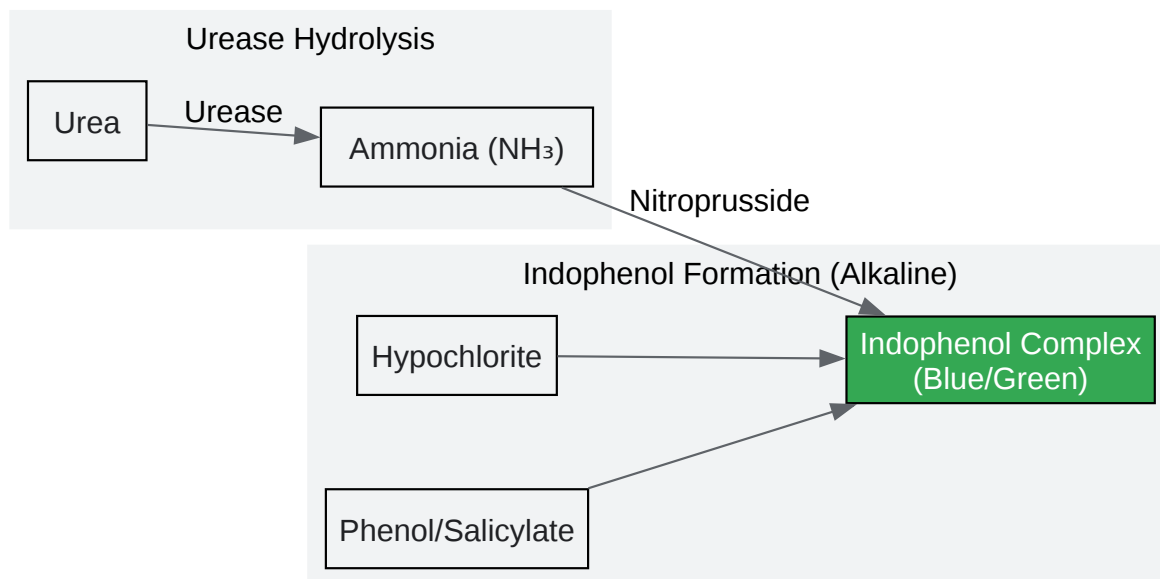 Urease Hydrolysis
Urea
Urease
Ammonia (NH₃)
Nitroprusside
Indophenol Formation (Alkaline)
Hypochlorite
Indophenol Complex
(Blue/Green)
Phenol/Salicylate